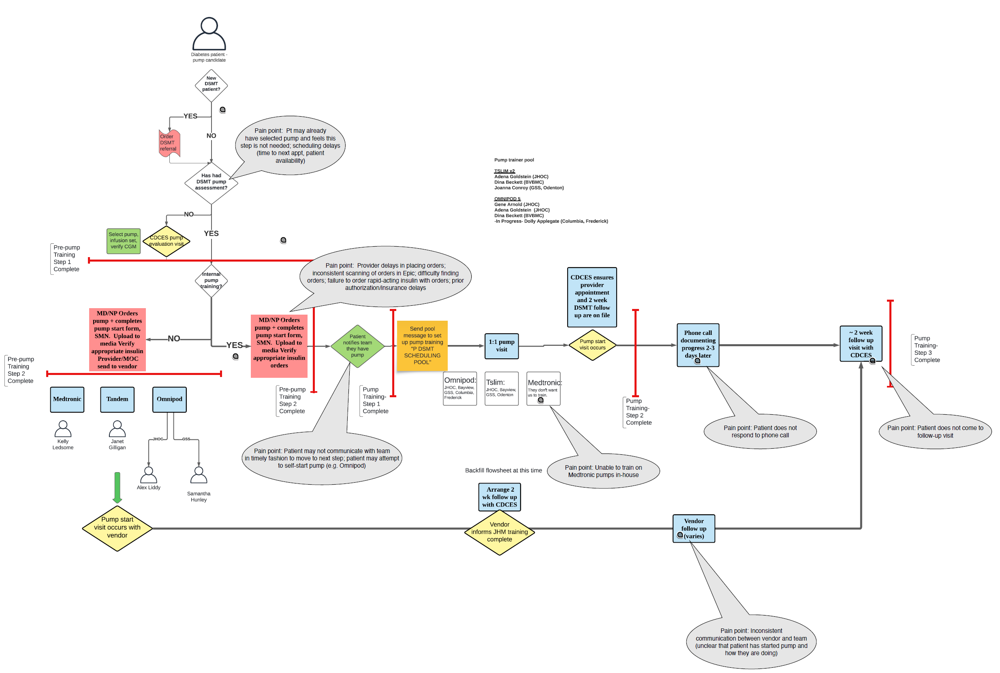 Diabetes patient -
pump candidate
New
DSMT
patient?
YES
NO
Order
DSMT
referral
Pain point:  Pt may already
have selected pump and feels this
step is not needed; scheduling delays
(time to next appt, patient
availability)
Has had
DSMT pump
assessment?
Pump trainer pool
TSLIM x2
Adena Goldstein (JHOC)
Dina Beckett (BVBMC)
Joanna Conroy (GSS, Odenton)
OMNIPOD 5
Gene Arnold (JHOC)
Adena Goldstein  (JHOC)
Dina Beckett (BVBMC)
-In Progress- Dolly Applegate (Columbia, Frederick)
NO
YES
Select pump,
infusion set,
verify CGM
CDCES pump
evaluation visit
Pre-pump
Training
Step 1
Complete
Internal
pump
training?
Pain point:  Provider delays in placing orders;
inconsistent scanning of orders in Epic; difficulty finding
orders; failure to order rapid-acting insulin with orders; prior
authorization/insurance delays
MD/NP Orders
pump + completes
pump start form,
SMN.  Upload to
media Verify
appropriate insulin
Provider/MOC
send to vendor
NO
YES
MD/NP Orders
pump + completes
pump start form,
SMN.  Upload to
media Verify
appropriate insulin
orders
Patient
notifies team
they have
pump
Send pool
message to set
up pump training
"P DSMT
SCHEDULING
POOL"
1:1 pump
visit
CDCES ensures
provider
appointment
and 2 week
DSMT follow
up are on file
Pump start
visit occurs
Phone call
documenting
progress 2-3
days later
~ 2 week
follow up
visit with
CDCES
Pump
Training-
Step 3
Complete
Pre-pump
Training
Step 2
Complete
Pre-pump
Training
Step 2
Complete
Pump
Training-
Step 1
Complete
Omnipod:
JHOC, Bayview,
GSS, Columbia,
Frederick
Tslim:
JHOC, Bayview,
GSS, Odenton
Medtronic:
They don't want
us to train.
Pump
Training-
Step 2
Complete
Medtronic
Tandem
Omnipod
Kelly
Ledsome
Janet
Gilligan
JHOC
GSS
Alex Liddy
Samantha
Hunley
Pain point: Patient may not communicate with team
in timely fashion to move to next step; patient may attempt
to self-start pump (e.g. Omnipod)
Pain point: Patient does not
respond to phone call
Pain point: Patient does not come to
follow-up visit
Backfill flowsheet at this time
Pain point: Unable to train on
Medtronic pumps in-house
Arrange 2
wk follow up
with CDCES
Pump start
visit occurs with
vendor
Vendor
informs JHM training
complete
Vendor
follow up
(varies)
Pain point: Inconsistent
communication between vendor and team
(unclear that patient has started pump and
how they are doing)